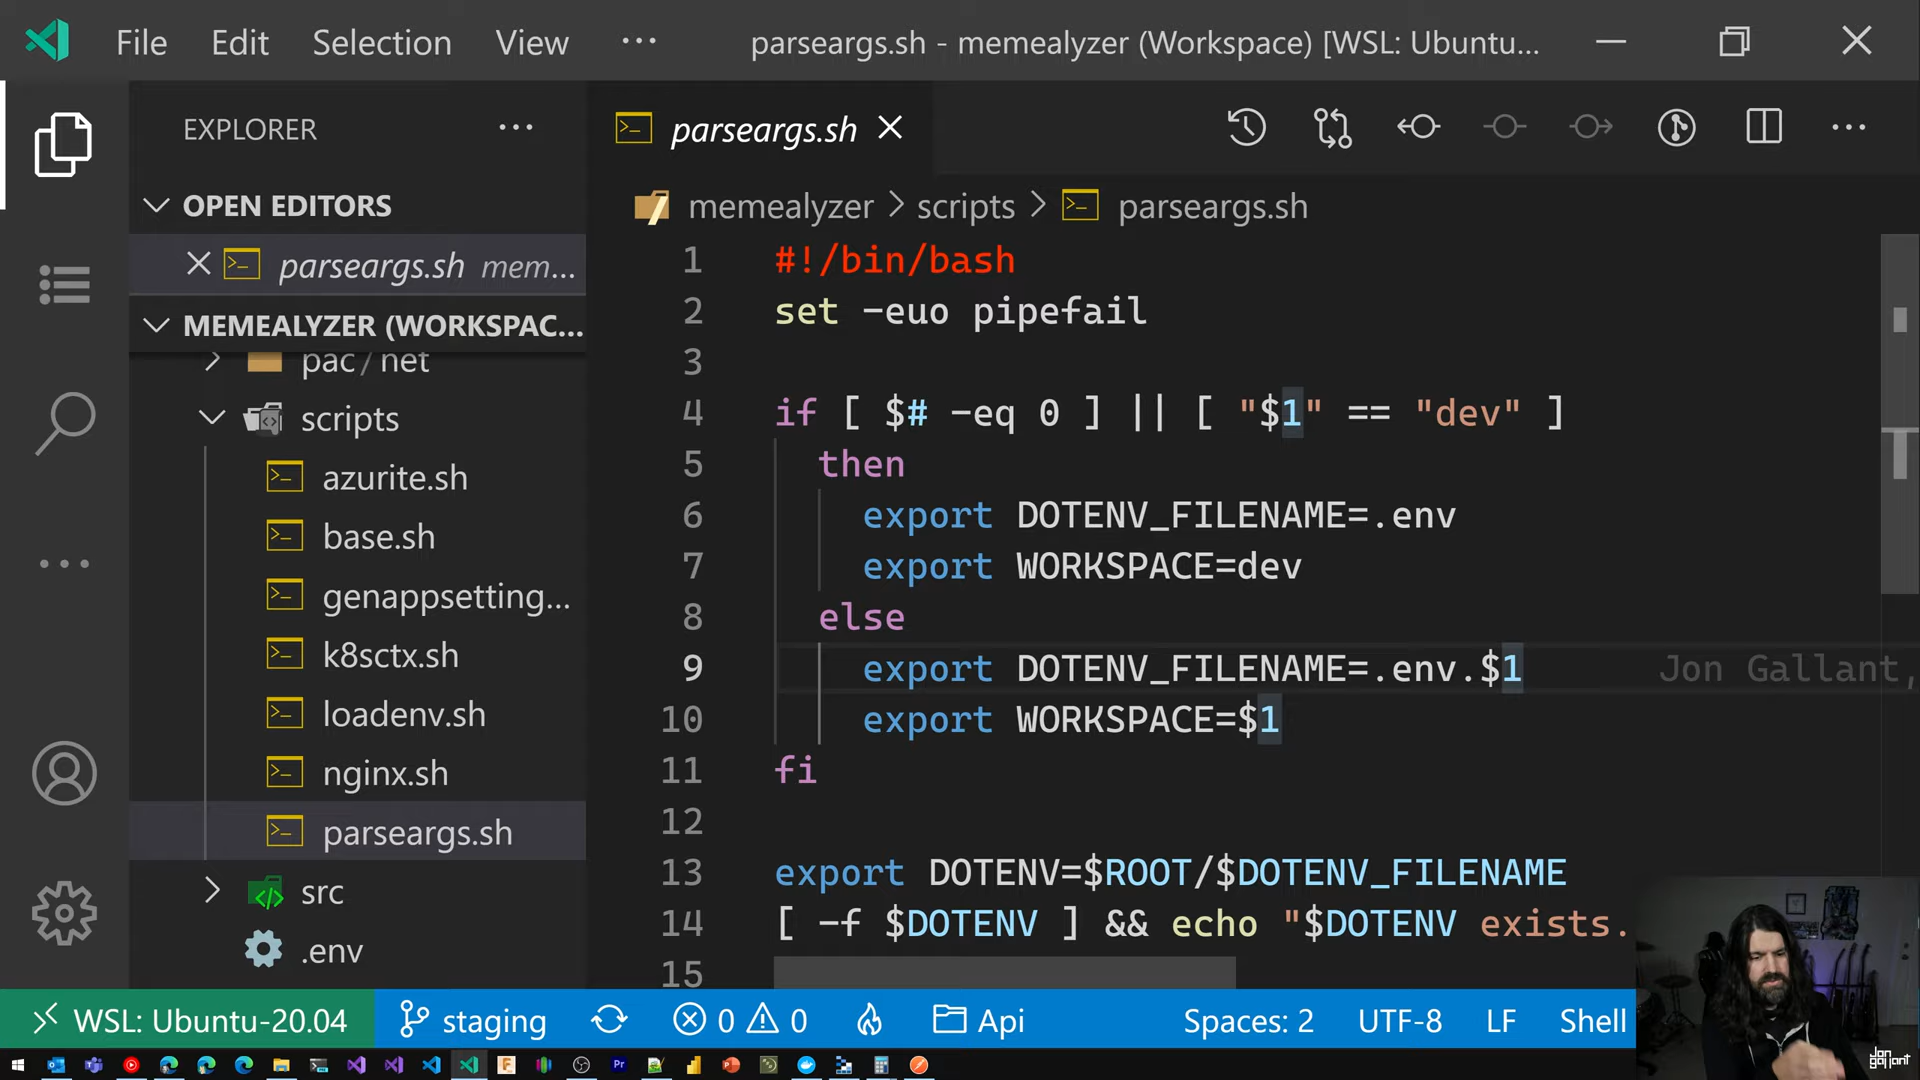 File Edit Selection View ... parseargs.sh - memealyzer (Workspace) [WSL: Ubuntu...
EXPLORER ...
parseargs.sh
OPEN EDITORS
parseargs.sh mem...
MEMEALYZER (WORKSPAC...
pac/net
scripts
azurite.sh
base.sh
genappsetting...
k8sctx.sh
loadenv.sh
nginx.sh
parseargs.sh
src
.env
memealyzer > scripts > parseargs.sh
1 #!/bin/bash
2 set -euo pipefail
3
4 if [ $# -eq 0 ] || [ "$1" == "dev" ]
5 then
6 export DOTENV_FILENAME=.env
7 export WORKSPACE=dev
8 else
9 export DOTENV_FILENAME=.env.$1 Jon Gallant,
10 export WORKSPACE=$1
11 fi
12
13 export DOTENV=$ROOT/$DOTENV_FILENAME
14 [ -f $DOTENV ] && echo "$DOTENV exists.
15
WSL: Ubuntu-20.04 staging 0 0 Api Spaces: 2 UTF-8 LF Shell
jon gallant